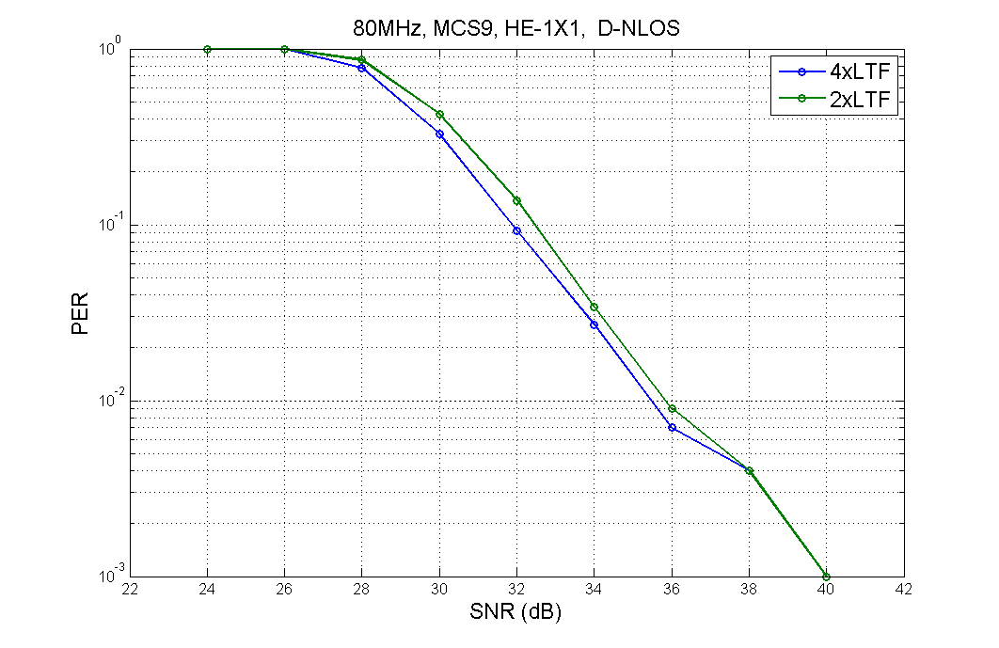 80MHz, MCS9, HE-1X1, D-NLOS
4xLTF
2xLTF
10^0
10^-1
10^-2
10^-3
PER
22 24 26 28 30 32 34 36 38 40 42
SNR (dB)